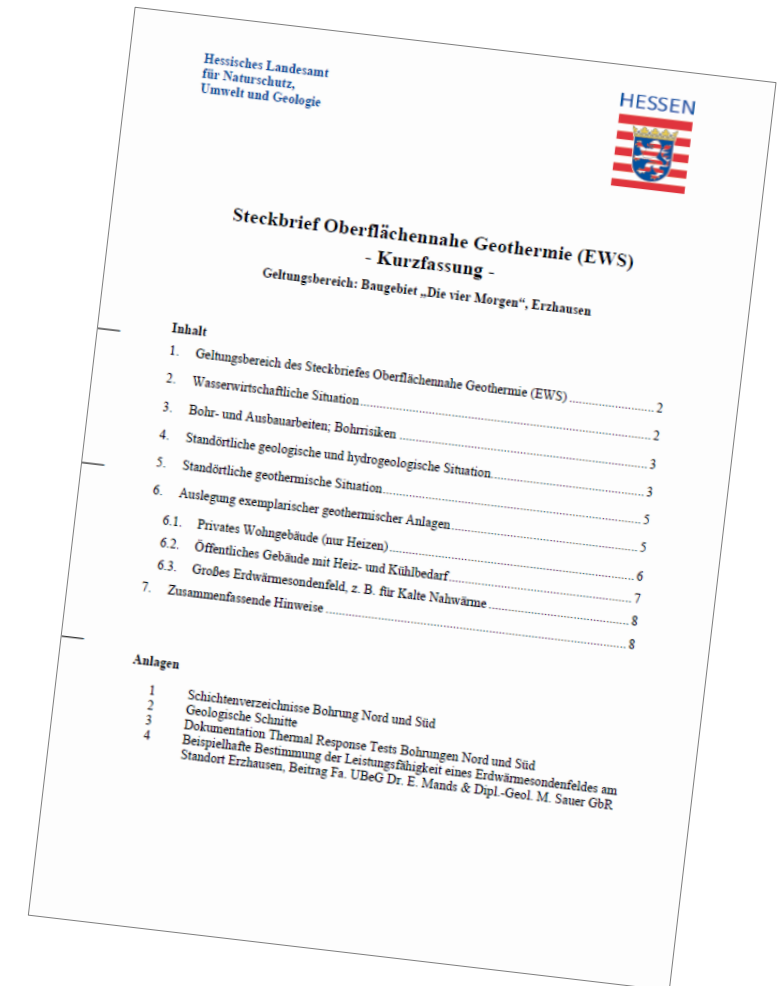 Hessisches Landesamt
für Naturschutz,
Umwelt und Geologie
HESSEN
Steckbrief Oberflächennahe Geothermie (EWS)
- Kurzfassung -
Geltungsbereich: Baugebiet „Die vier Morgen“, Erzhausen
Inhalt
1. Geltungsbereich des Steckbriefes Oberflächennahe Geothermie (EWS) ........................ 2
2. Wasserwirtschaftliche Situation ........................ 2
3. Bohr- und Ausbauarbeiten; Bohrrisiken ........................ 3
4. Standörtliche geologische und hydrogeologische Situation ........................ 3
5. Standörtliche geothermische Situation ........................ 5
6. Auslegung exemplarischer geothermischer Anlagen ........................ 5
6.1. Privates Wohngebäude (nur Heizen) ........................ 6
6.2. Öffentliches Gebäude mit Heiz- und Kühlbedarf ........................ 7
6.3. Großes Erdwärmesondenfeld, z. B. für Kalte Nahwärme ........................ 8
7. Zusammenfassende Hinweise ........................ 8
Anlagen
1 Schichtenverzeichnisse Bohrung Nord und Süd
2 Geologische Schnitte
3 Dokumentation Thermal Response Tests Bohrungen Nord und Süd
4 Beispielhafte Bestimmung der Leistungsfähigkeit eines Erdwärmesondenfeldes am
Standort Erzhausen, Beitrag Fa. UBeG Dr. E. Mands & Dipl.-Geol. M. Sauer GbR